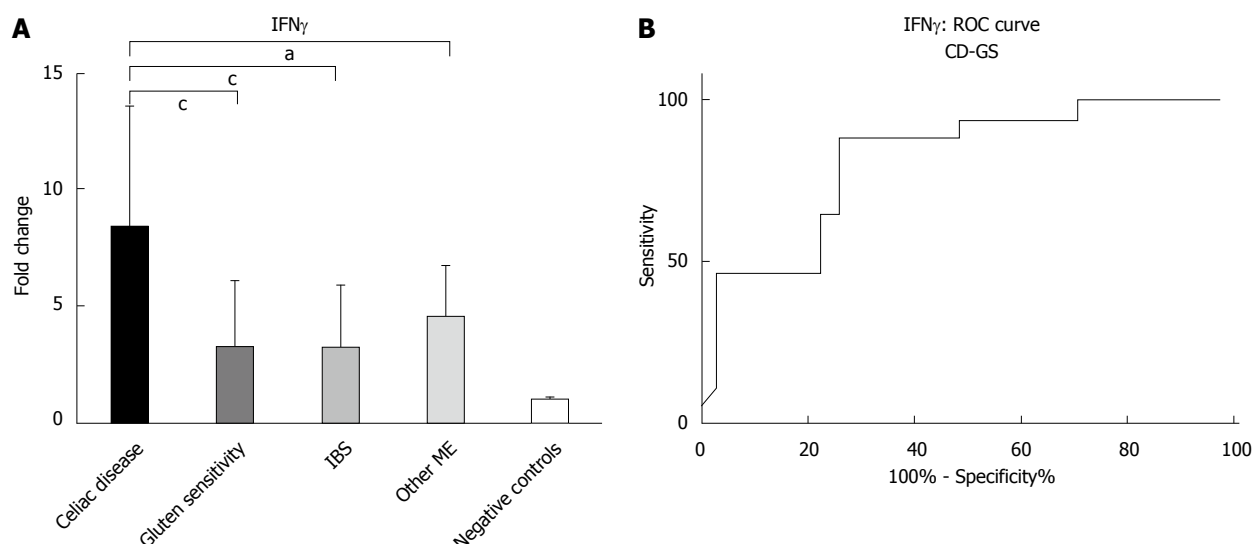 A
IFNγ
a
c
c
15
10
5
0
Fold change
Celiac disease
Gluten sensitivity
IBS
Other ME
Negative controls
B
IFNγ: ROC curve
CD-GS
100
50
0
Sensitivity
0 20 40 60 80 100
100% - Specificity%